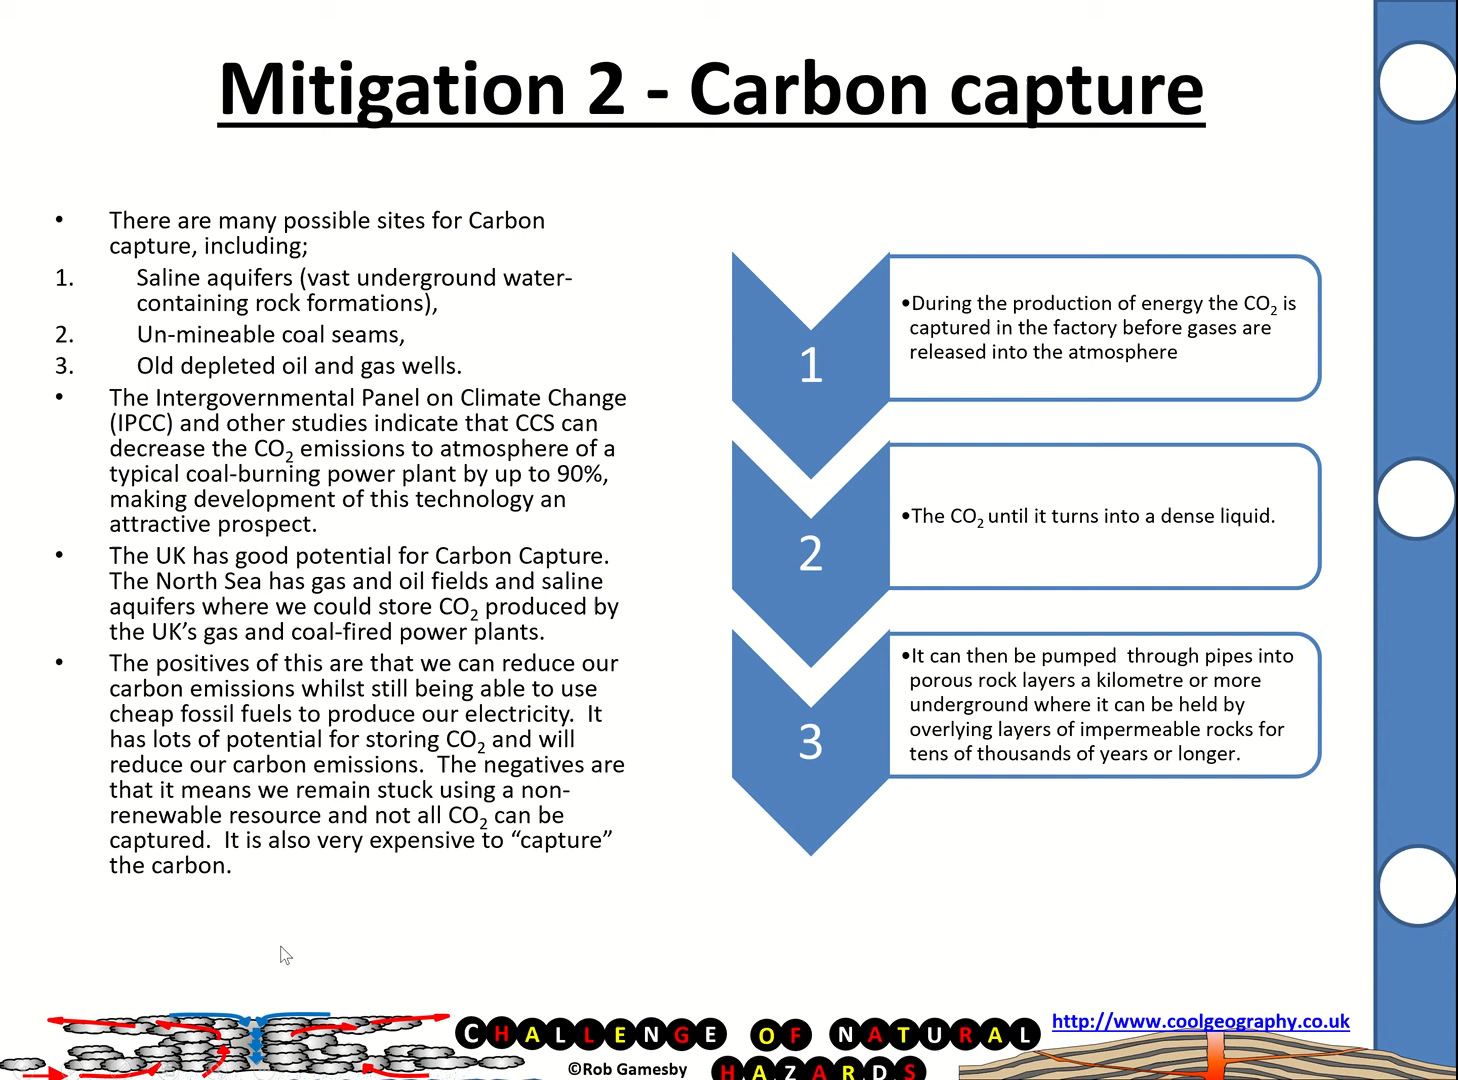 Mitigation 2 - Carbon capture
• There are many possible sites for Carbon
capture, including;
1. Saline aquifers (vast underground water-
containing rock formations),
2. Un-mineable coal seams,
3. Old depleted oil and gas wells.
• The Intergovernmental Panel on Climate Change
(IPCC) and other studies indicate that CCS can
decrease the CO₂ emissions to atmosphere of a
typical coal-burning power plant by up to 90%,
making development of this technology an
attractive prospect.
• The UK has good potential for Carbon Capture.
The North Sea has gas and oil fields and saline
aquifers where we could store CO₂ produced by
the UK’s gas and coal-fired power plants.
• The positives of this are that we can reduce our
carbon emissions whilst still being able to use
cheap fossil fuels to produce our electricity. It
has lots of potential for storing CO₂ and will
reduce our carbon emissions. The negatives are
that it means we remain stuck using a non-
renewable resource and not all CO₂ can be
captured. It is also very expensive to “capture”
the carbon.
1
•During the production of energy the CO₂ is
captured in the factory before gases are
released into the atmosphere
2
•The CO₂ until it turns into a dense liquid.
3
•It can then be pumped through pipes into
porous rock layers a kilometre or more
underground where it can be held by
overlying layers of impermeable rocks for
tens of thousands of years or longer.
CHALLENGE OF NATURAL
HAZARDS
http://www.coolgeography.co.uk
©Rob Gamesby